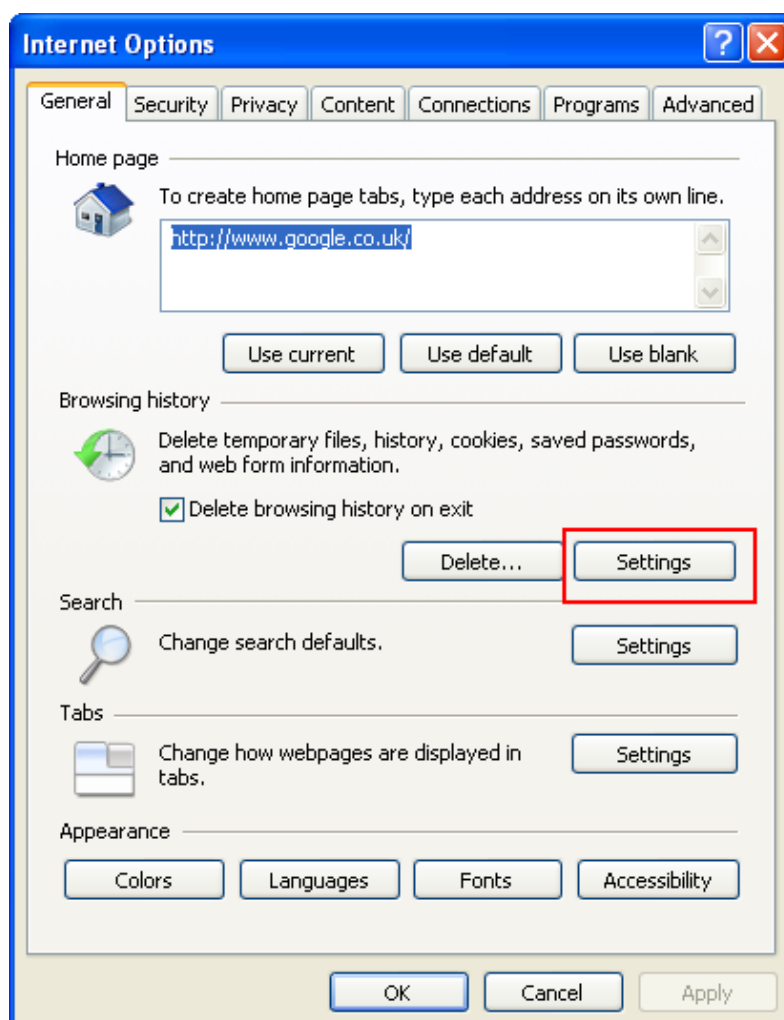 Internet Options
General Security Privacy Content Connections Programs Advanced
Home page
To create home page tabs, type each address on its own line.
http://www.google.co.uk/
Use current Use default Use blank
Browsing history
Delete temporary files, history, cookies, saved passwords,
and web form information.
Delete browsing history on exit
Delete... Settings
Search
Change search defaults. Settings
Tabs
Change how webpages are displayed in Settings
tabs.
Appearance
Colors Languages Fonts Accessibility
OK Cancel Apply